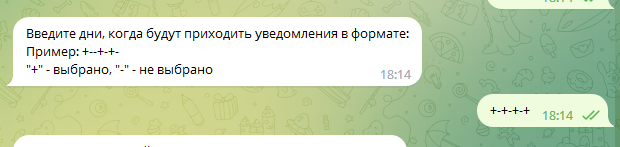 Введите дни, когда будут приходить уведомления в формате:
Пример: +--+-+-
"+" - выбрано, "-" - не выбрано
18:14
+-+-+-+
18:14